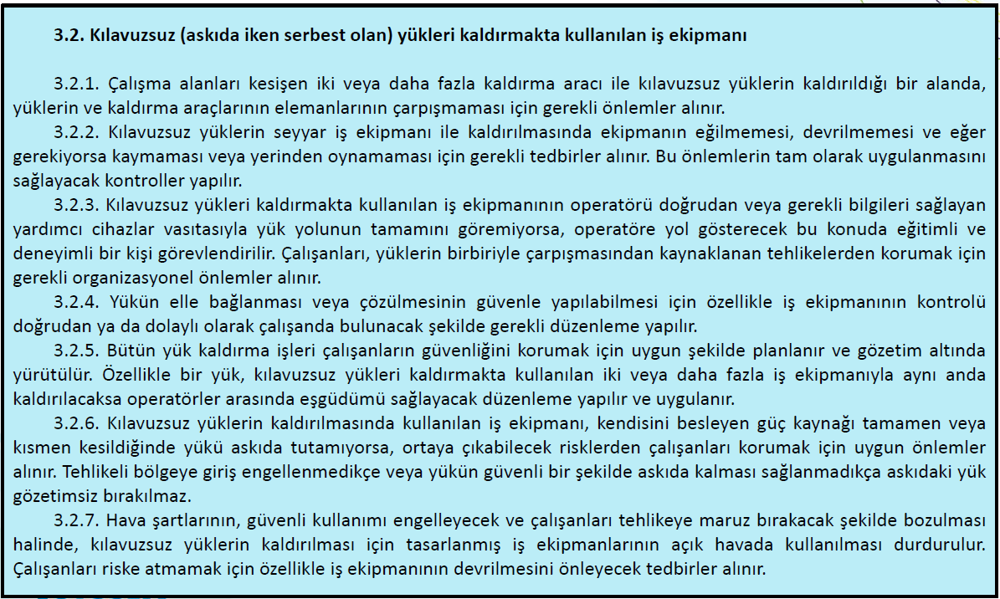 3.2. Kılavuzsuz (askıda iken serbest olan) yükleri kaldırmakta kullanılan iş ekipmanı
3.2.1. Çalışma alanları kesişen iki veya daha fazla kaldırma aracı ile kılavuzsuz yüklerin kaldırıldığı bir alanda,
yüklerin ve kaldırma araçlarının elemanlarının çarpışmaması için gerekli önlemler alınır.
3.2.2. Kılavuzsuz yüklerin seyyar iş ekipmanı ile kaldırılmasında ekipmanın eğilmemesi, devrilmemesi ve eğer
gerekiyorsa kaymaması veya yerinden oynamaması için gerekli tedbirler alınır. Bu önlemlerin tam olarak uygulanmasını
sağlayacak kontroller yapılır.
3.2.3. Kılavuzsuz yükleri kaldırmakta kullanılan iş ekipmanının operatörü doğrudan veya gerekli bilgileri sağlayan
yardımcı cihazlar vasıtasıyla yük yolunun tamamını göremiyorsa, operatöre yol gösterecek bu konuda eğitimli ve
deneyimli bir kişi görevlendirilir. Çalışanları, yüklerin birbiriyle çarpışmasından kaynaklanan tehlikelerden korumak için
gerekli organizasyonel önlemler alınır.
3.2.4. Yükün elle bağlanması veya çözülmesinin güvenle yapılabilmesi için özellikle iş ekipmanının kontrolü
doğrudan ya da dolaylı olarak çalışanda bulunacak şekilde gerekli düzenleme yapılır.
3.2.5. Bütün yük kaldırma işleri çalışanların güvenliğini korumak için uygun şekilde planlanır ve gözetim altında
yürütülür. Özellikle bir yük, kılavuzsuz yükleri kaldırmakta kullanılan iki veya daha fazla iş ekipmanıyla aynı anda
kaldırılacaksa operatörler arasında eşgüdümü sağlayacak düzenleme yapılır ve uygulanır.
3.2.6. Kılavuzsuz yüklerin kaldırılmasında kullanılan iş ekipmanı, kendisini besleyen güç kaynağı tamamen veya
kısmen kesildiğinde yükü askıda tutamıyorsa, ortaya çıkabilecek risklerden çalışanları korumak için uygun önlemler
alınır. Tehlikeli bölgeye giriş engellenmedikçe veya yükün güvenli bir şekilde askıda kalması sağlanmadıkça askıdaki yük
gözetimsiz bırakılmaz.
3.2.7. Hava şartlarının, güvenli kullanımı engelleyecek ve çalışanları tehlikeye maruz bırakacak şekilde bozulması
halinde, kılavuzsuz yüklerin kaldırılması için tasarlanmış iş ekipmanlarının açık havada kullanılması durdurulur.
Çalışanları riske atmamak için özellikle iş ekipmanının devrilmesini önleyecek tedbirler alınır.